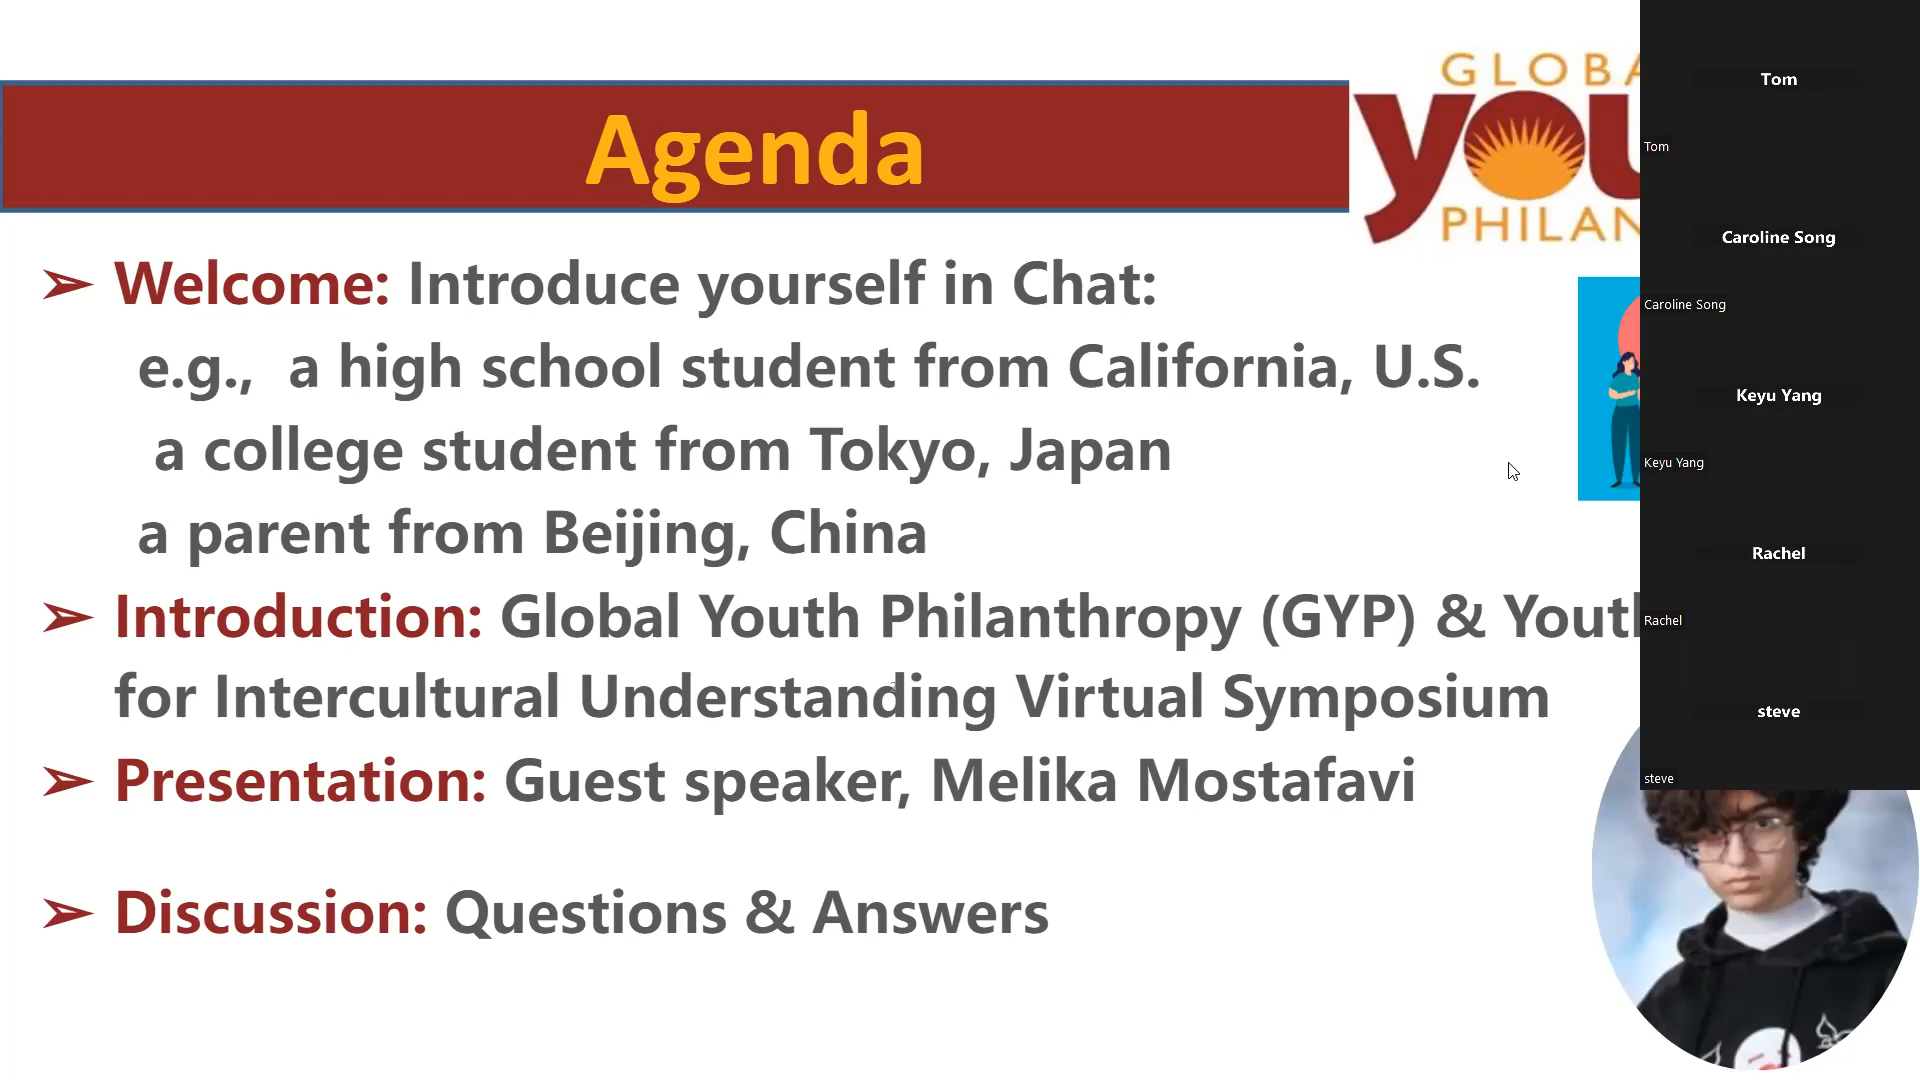 Agenda
GLOBA
you
PHILAN
➢ Welcome: Introduce yourself in Chat:
e.g., a high school student from California, U.S.
a college student from Tokyo, Japan
a parent from Beijing, China
➢ Introduction: Global Youth Philanthropy (GYP) & Yout
for Intercultural Understanding Virtual Symposium
➢ Presentation: Guest speaker, Melika Mostafavi
➢ Discussion: Questions & Answers
Tom
Tom
Caroline Song
Caroline Song
Keyu Yang
Keyu Yang
Rachel
Rachel
steve
steve